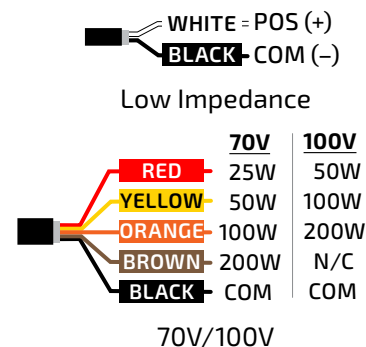 WHITE = POS (+)
BLACK - COM (–)
Low Impedance
70V 100V
RED - 25W 50W
YELLOW - 50W 100W
ORANGE - 100W 200W
BROWN - 200W N/C
BLACK - COM COM
70V/100V